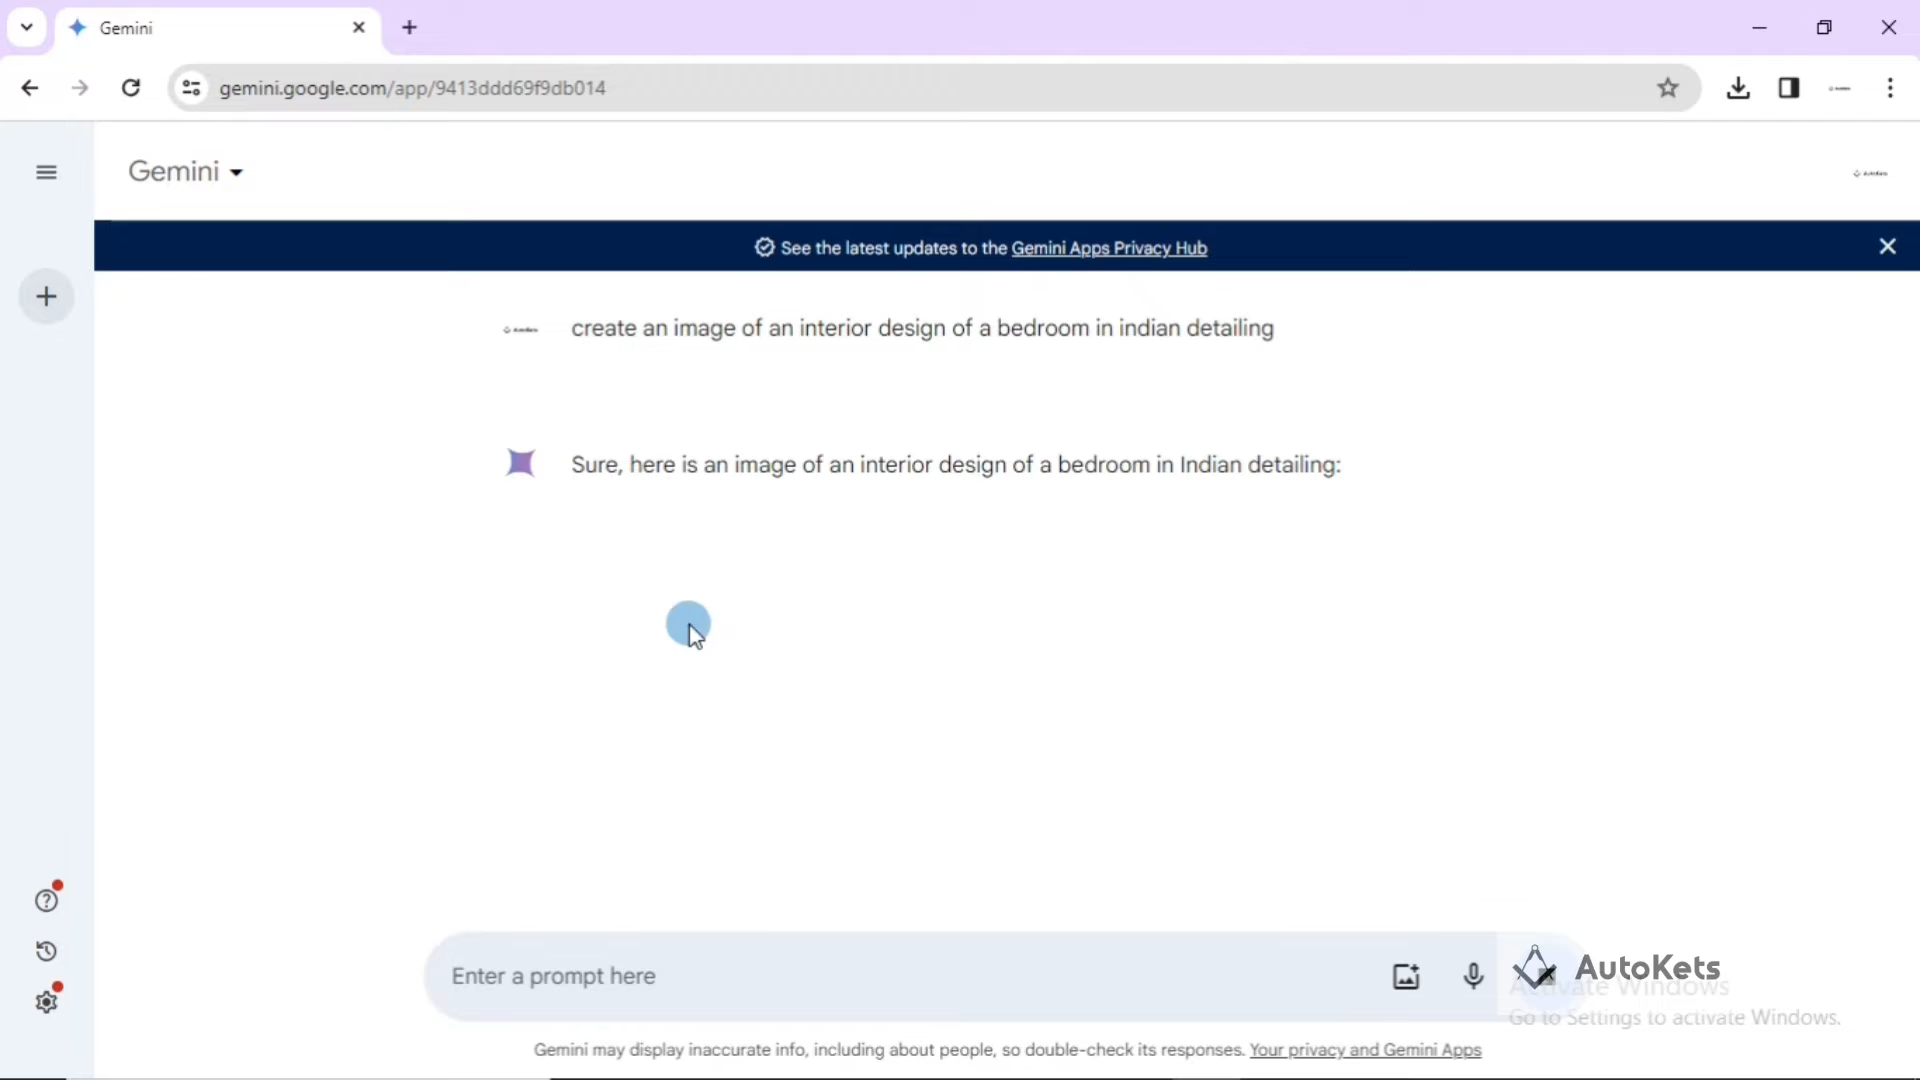 Gemini
gemini.google.com/app/9413ddd69f9db014
Gemini
See the latest updates to the Gemini Apps Privacy Hub
create an image of an interior design of a bedroom in indian detailing
Sure, here is an image of an interior design of a bedroom in Indian detailing:
Enter a prompt here
AutoKets
Activate Windows
Go to Settings to activate Windows.
Gemini may display inaccurate info, including about people, so double-check its responses. Your privacy and Gemini Apps